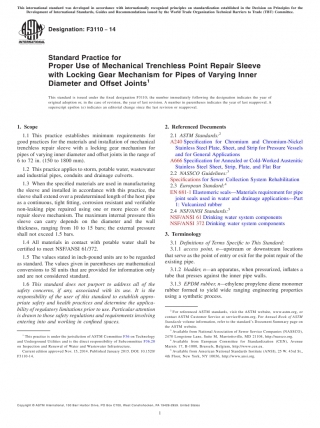 This international standard was developed in accordance with internationally recognized principles on standardization established in the Decision on Principles for the
Development of International Standards, Guides and Recommendations issued by the World Trade Organization Technical Barriers to Trade (TBT) Committee.
Designation: F3110 − 14
INTERNATIONAL
Standard Practice for
Proper Use of Mechanical Trenchless Point Repair Sleeve
with Locking Gear Mechanism for Pipes of Varying Inner
Diameter and Offset Joints1
This standard is issued under the fixed designation F3110; the number immediately following the designation indicates the year of
original adoption or, in the case of revision, the year of last revision. A number in parentheses indicates the year of last reapproval. A
superscript epsilon (ε) indicates an editorial change since the last revision or reapproval.
1. Scope
1.1 This practice establishes minimum requirements for
good practices for the materials and installation of mechanical
trenchless repair sleeve with a locking gear mechanism for
pipes of varying inner diameter and offset joints in the range of
6 to 72 in. (150 to 1800 mm).
1.2 This practice applies to storm, potable water, wastewater
and industrial pipes, conduits and drainage culverts.
1.3 When the specified materials are used in manufacturing
the sleeve and installed in accordance with this practice, the
sleeve shall extend over a predetermined length of the host pipe
as a continuous, tight fitting, corrosion resistant and verifiable
non-leaking pipe repaired using one or more pieces of the
repair sleeve mechanism. The maximum internal pressure this
sleeve can carry depends on the diameter and the wall
thickness, ranging from 10 to 15 bars; the external pressure
shall not exceed 1.5 bars.
1.4 All materials in contact with potable water shall be
certified to meet NSF/ANSI 61/372.
1.5 The values stated in inch-pound units are to be regarded
as standard. The values given in parentheses are mathematical
conversions to SI units that are provided for information only
and are not considered standard.
1.6 This standard does not purport to address all of the
safety concerns, if any, associated with its use. It is the
responsibility of the user of this standard to establish appro-
priate safety and health practices and determine the applica-
bility of regulatory limitations prior to use. Particular attention
is drawn to those safety regulations and requirements involving
entering into and working in confined spaces.
1 This practice is under the jurisdiction of ASTM Committee F36 on Technology
and Underground Utilities and is the direct responsibility of Subcommittee F36.20
on Inspection and Renewal of Water and Wastewater Infrastructure.
Current edition approved Nov. 15, 2014. Published January 2015. DOI: 10.1520/
F3110-14.
2. Referenced Documents
2.1 ASTM Standards:2
A240 Specification for Chromium and Chromium-Nickel
Stainless Steel Plate, Sheet, and Strip for Pressure Vessels
and for General Applications
A666 Specification for Annealed or Cold-Worked Austenitic
Stainless Steel Sheet, Strip, Plate, and Flat Bar
2.2 NASSCO Guidelines:3
Specifications for Sewer Collection System Rehabilitation
2.3 European Standard:4
EN 681-1 Elastomeric seals—Materials requirement for pipe
joint seals used in water and drainage applications—Part
1: Vulcanized rubber
2.4 NSF/ANSI Standards:5
NSF/ANSI 61 Drinking water system components
NSF/ANSI 372 Drinking water system components
3. Terminology
3.1 Definitions of Terms Specific to This Standard:
3.1.1 access point, n—upstream or downstream locations
that serve as the point of entry or exit for the point repair of the
existing pipe.
3.1.2 bladder, n—an apparatus, when pressurized, inflates a
tube that presses against the inner pipe walls.
3.1.3 EPDM rubber, n—ethylene propylene diene monomer
rubber formed to yield wide ranging engineering properties
using a synthetic process.
2 For referenced ASTM standards, visit the ASTM website, www.astm.org, or
contact ASTM Customer Service at service@astm.org. For Annual Book of ASTM
Standards volume information, refer to the standard's Document Summary page on
the ASTM website.
3 Available from National Association of Sewer Service Companies (NASSCO),
4 Available from European Committee for Standardization (CEN), Avenue
Marnix 17, B-1000, Brussels, Belgium, http://www.cen.eu.
5 Available from American National Standards Institute (ANSI), 25 W. 43rd St.,
4th Floor, New York, NY 10036, http://www.ansi.org.
Copyright © ASTM International, 100 Barr Harbor Drive, PO Box C700, West Conshohocken, PA 19428-2959. United States
1